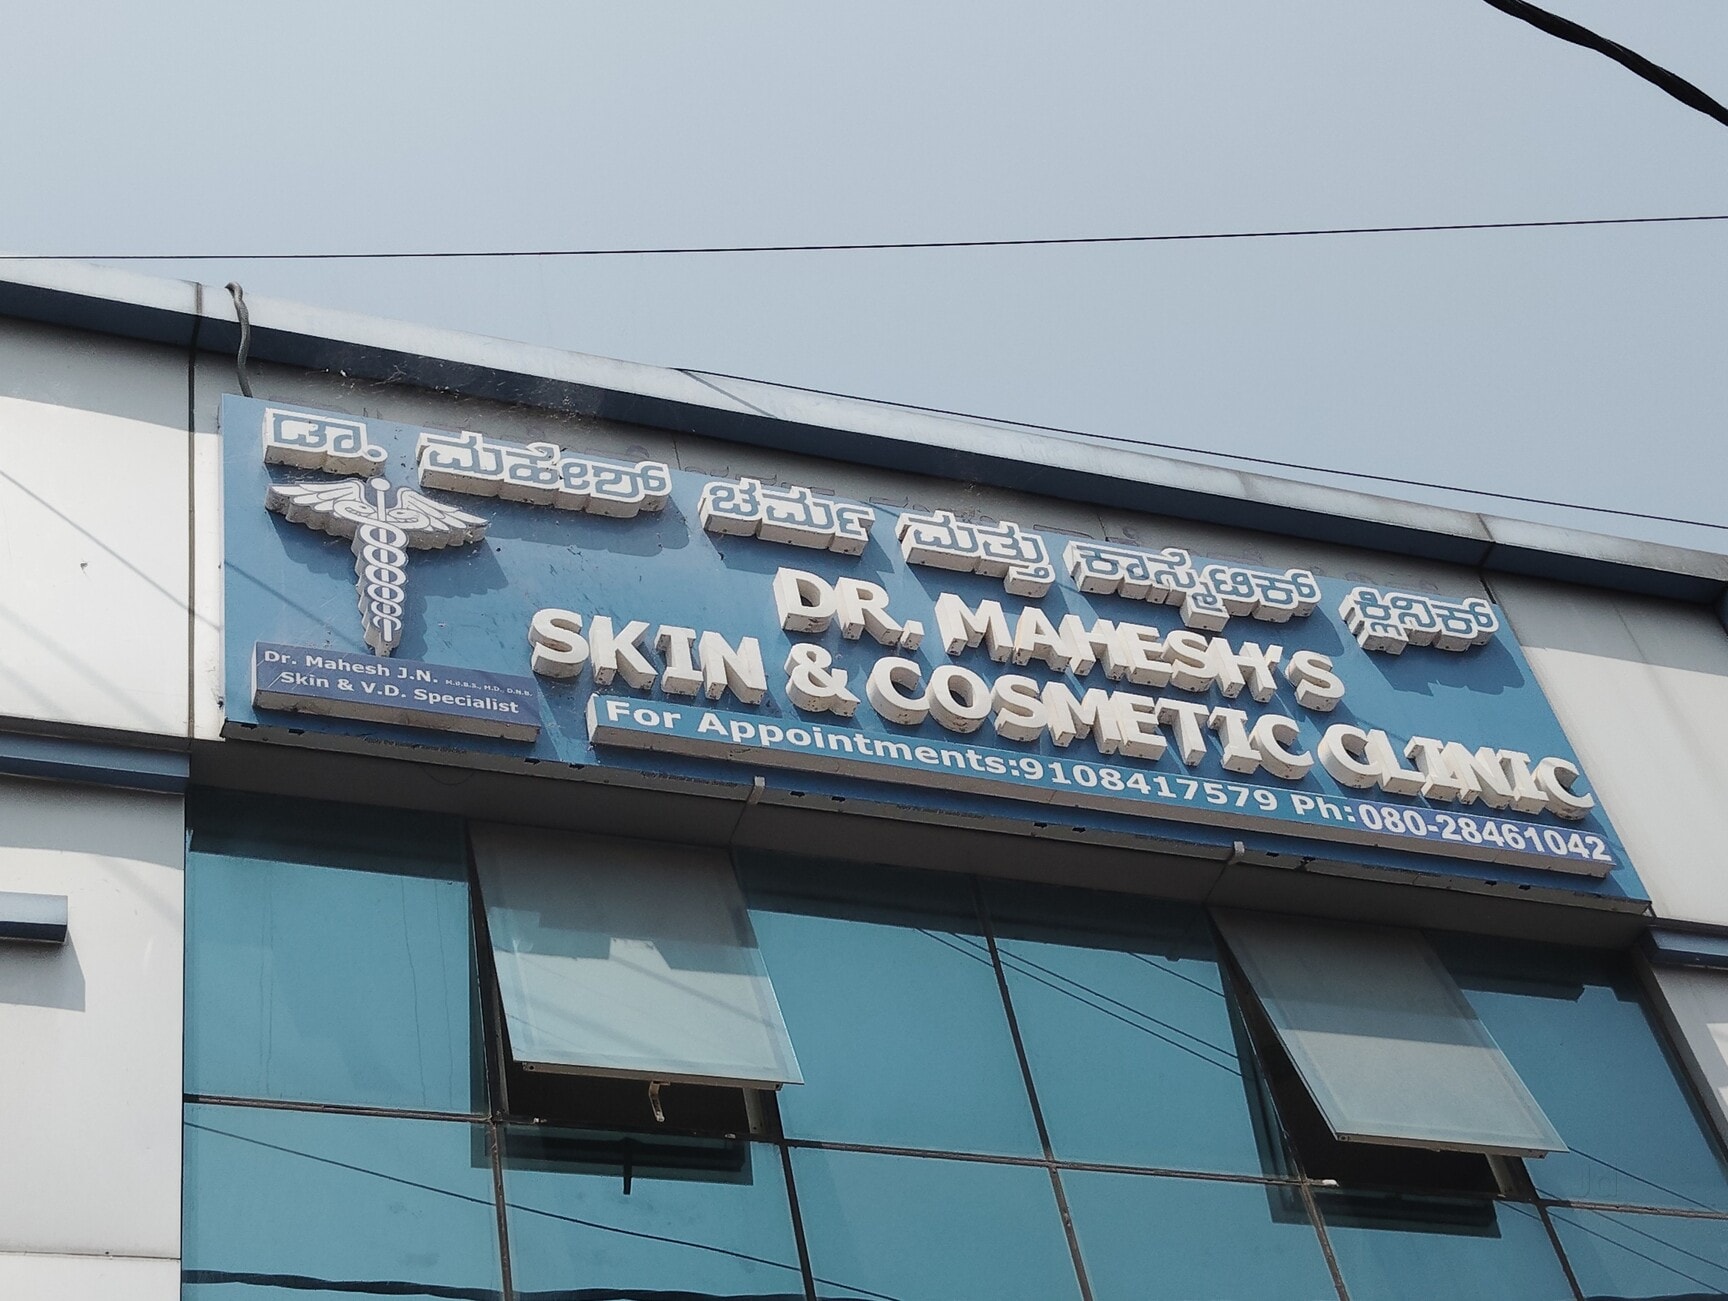 ಡಾ. ಮಹೇಶ್ ಚರ್ಮ ಮತ್ತು ಕಾಸ್ಮೆಟಿಕ್ ಕ್ಲಿನಿಕ್
DR. MAHESH'S
SKIN & COSMETIC CLINIC
Dr. Mahesh J.N. M.B.B.S., M.D., D.N.B.
Skin & V.D. Specialist
For Appointments:9108417579 Ph:080-28461042